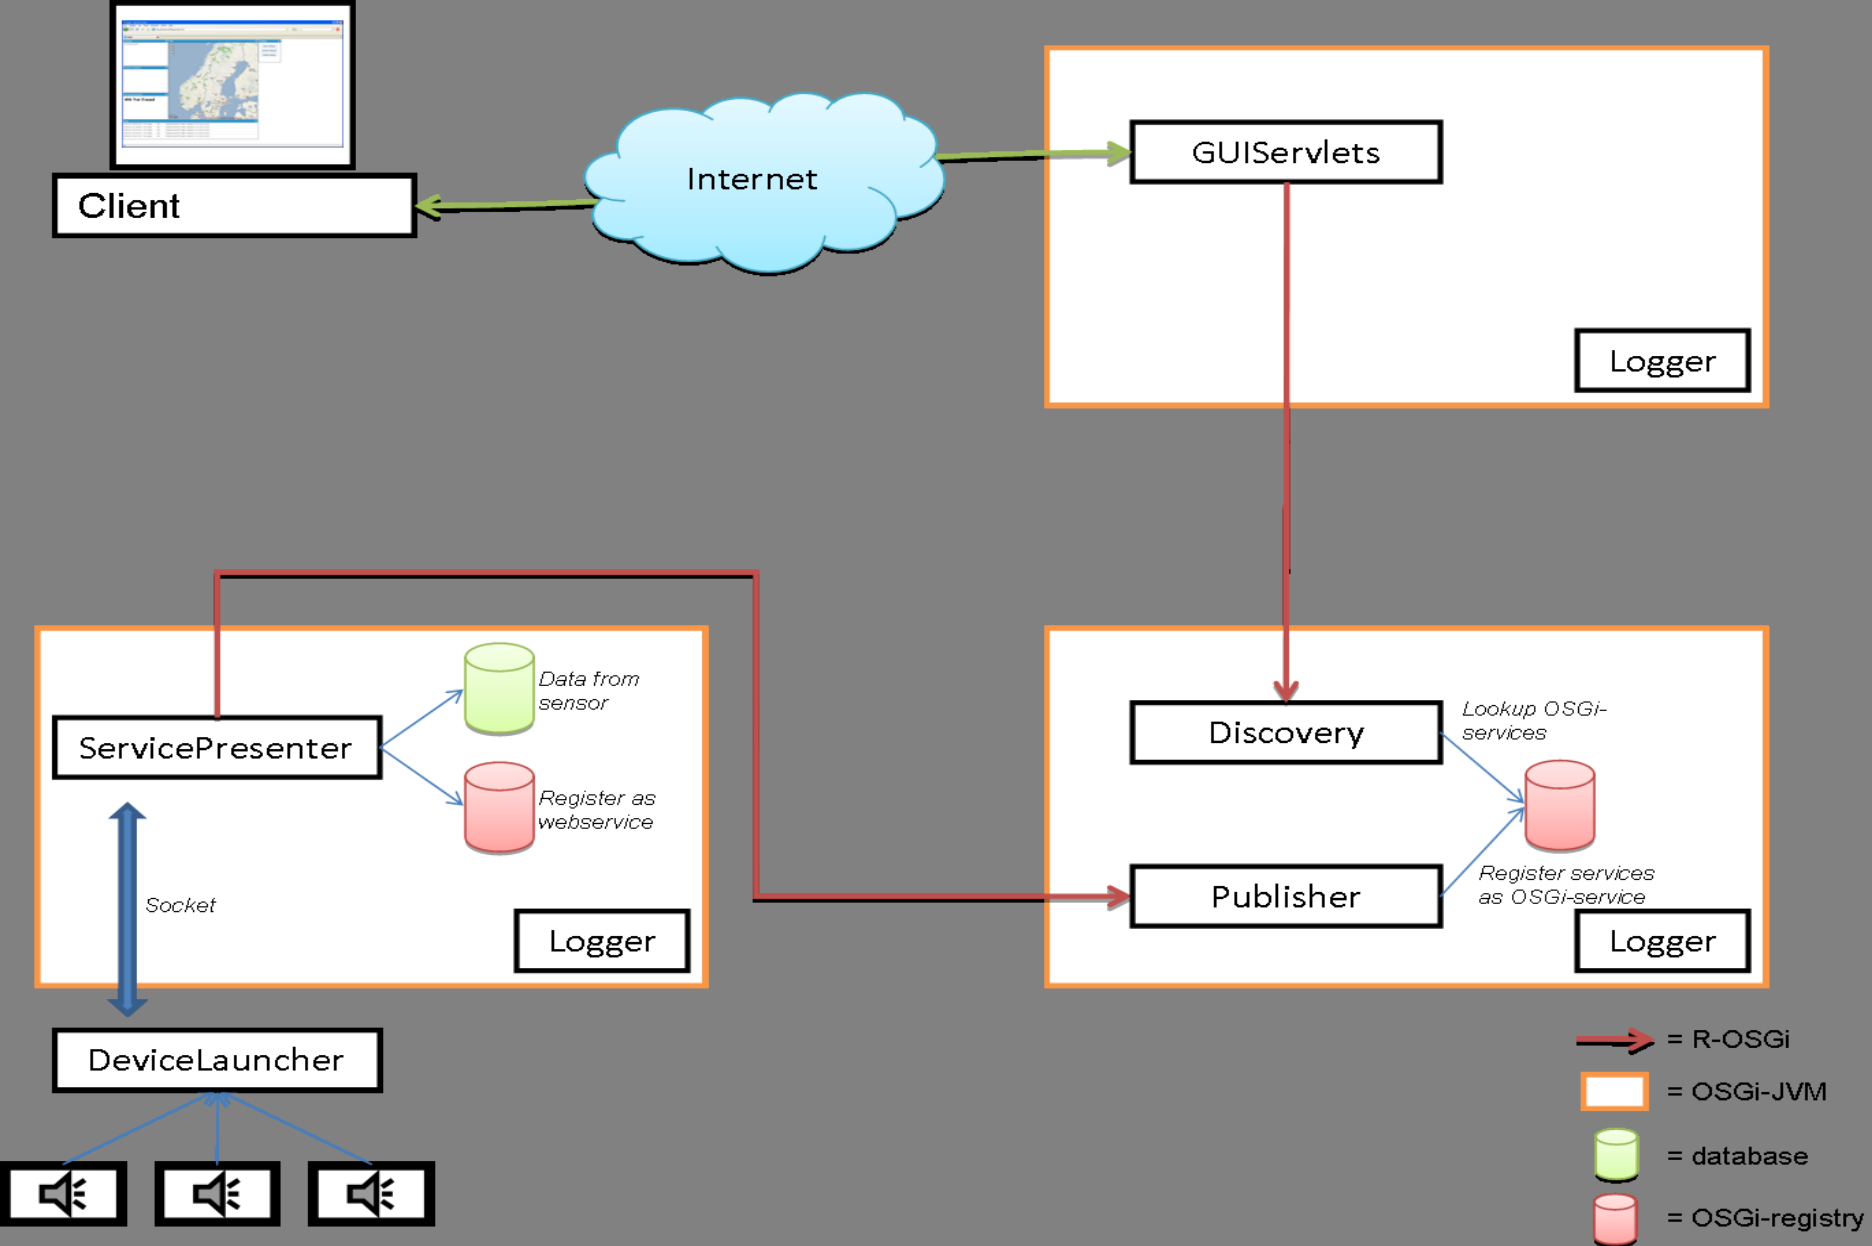 Client
Internet
GUIServlets
Logger
ServicePresenter
Data from
sensor
Register as
webservice
Socket
Logger
DeviceLauncher
Discovery
Lookup OSGi-
services
Publisher
Register services
as OSGi-service
Logger
= R-OSGi
= OSGi-JVM
= database
= OSGi-registry